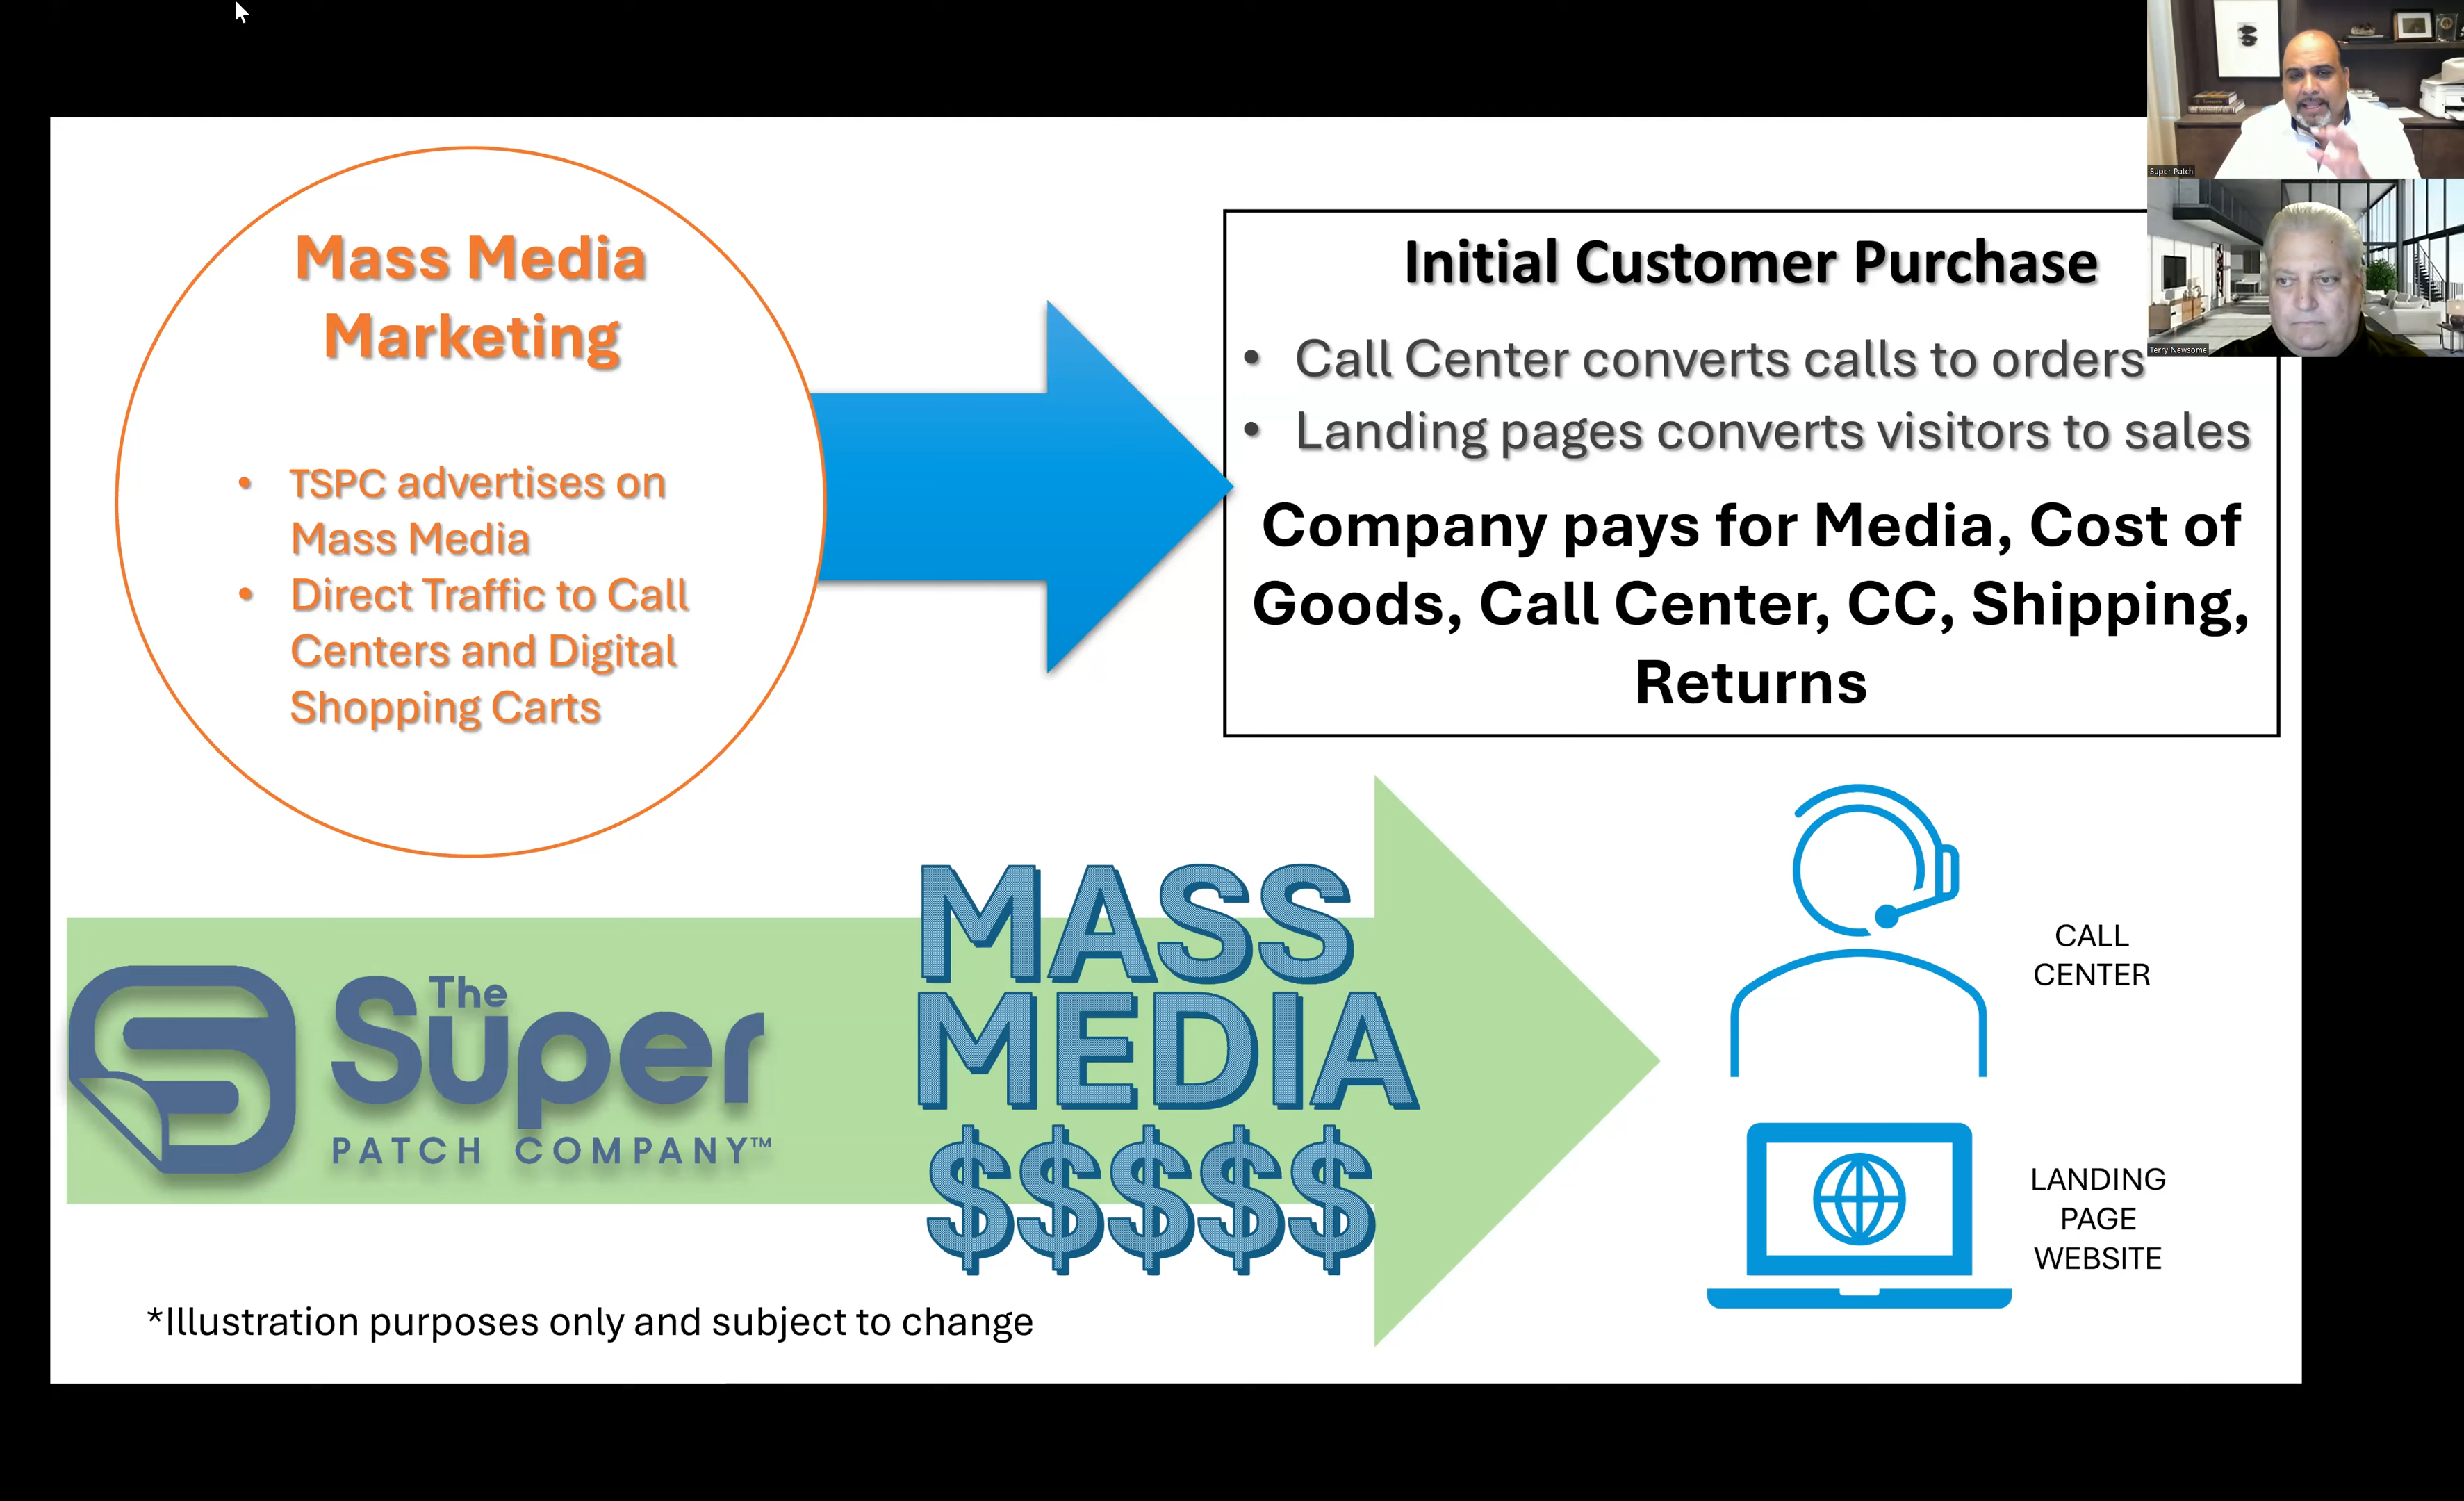 Super Patch
Terry Newsome
Mass Media
Marketing
• TSPC advertises on
Mass Media
• Direct Traffic to Call
Centers and Digital
Shopping Carts
Initial Customer Purchase
• Call Center converts calls to orders
• Landing pages converts visitors to sales
Company pays for Media, Cost of
Goods, Call Center, CC, Shipping,
Returns
The
Super
PATCH COMPANY™
MASS
MEDIA
$$$$$
CALL
CENTER
LANDING
PAGE
WEBSITE
*Illustration purposes only and subject to change